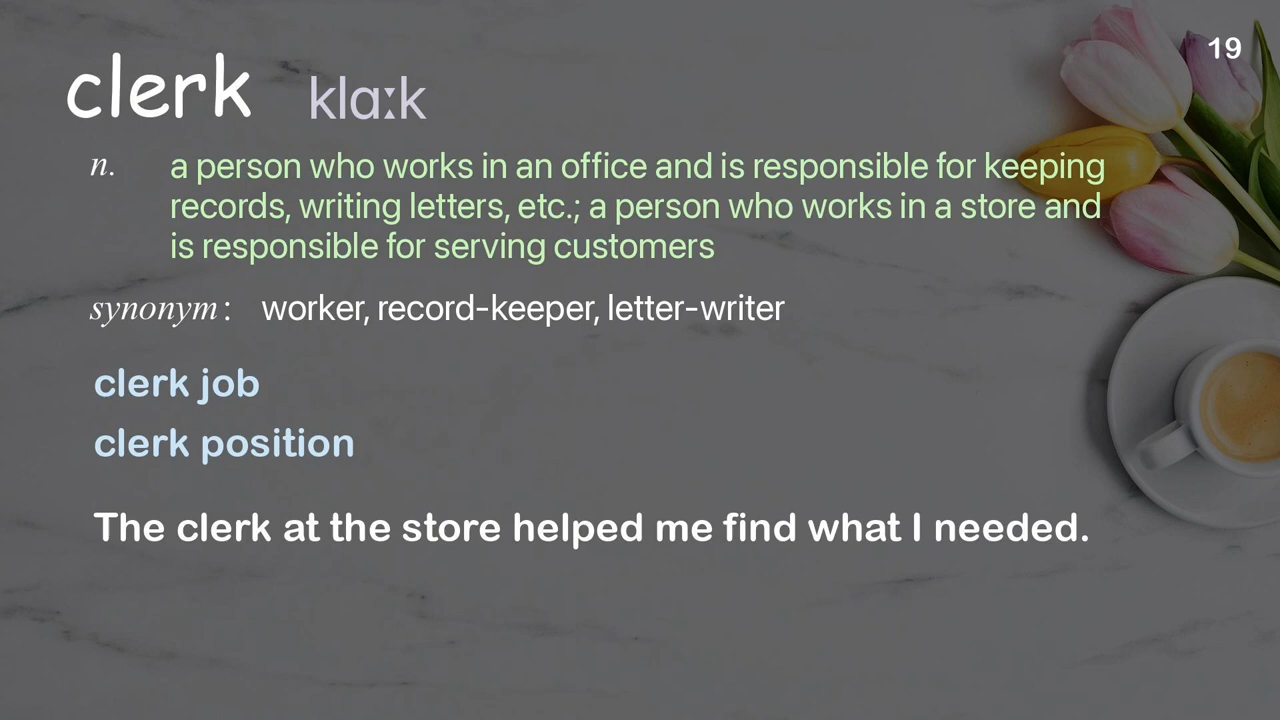 19
clerk klɑːk
n. a person who works in an office and is responsible for keeping
records, writing letters, etc.; a person who works in a store and
is responsible for serving customers
synonym: worker, record-keeper, letter-writer
clerk job
clerk position
The clerk at the store helped me find what I needed.